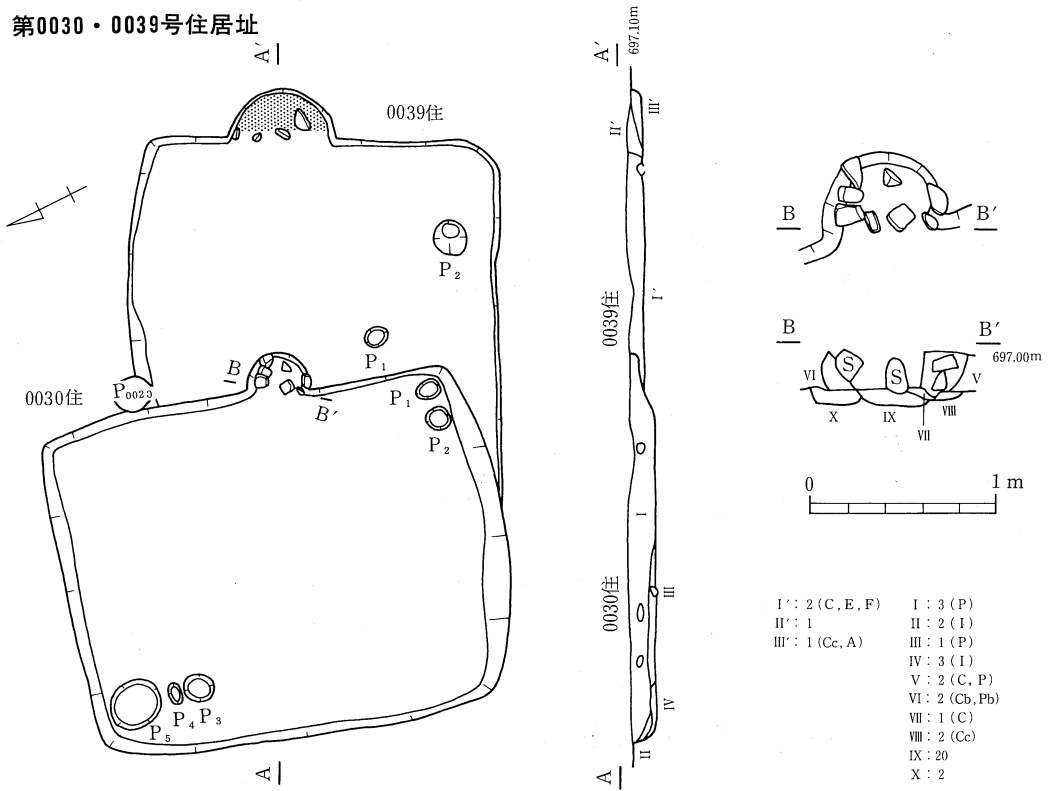 第0030・0039号住居址
A′
0039住
P₂
P₁
B
B′
P0023
0030住
P₁
P₂
P₃
P₄
P₅
A
A′
697.10m
III′
II′
I′
0039住
I
0030住
III
IV
II
A
B
B′
B
B′
697.00m
S
S
VI
V
X
IX
VIII
VII
0
1m
I′: 2 (C, E, F)
II′: 1
III′: 1 (Cc, A)
I: 3 (P)
II: 2 (I)
III: 1 (P)
IV: 3 (I)
V: 2 (C, P)
VI: 2 (Cb, Pb)
VII: 1 (C)
VIII: 2 (Cc)
IX: 20
X: 2